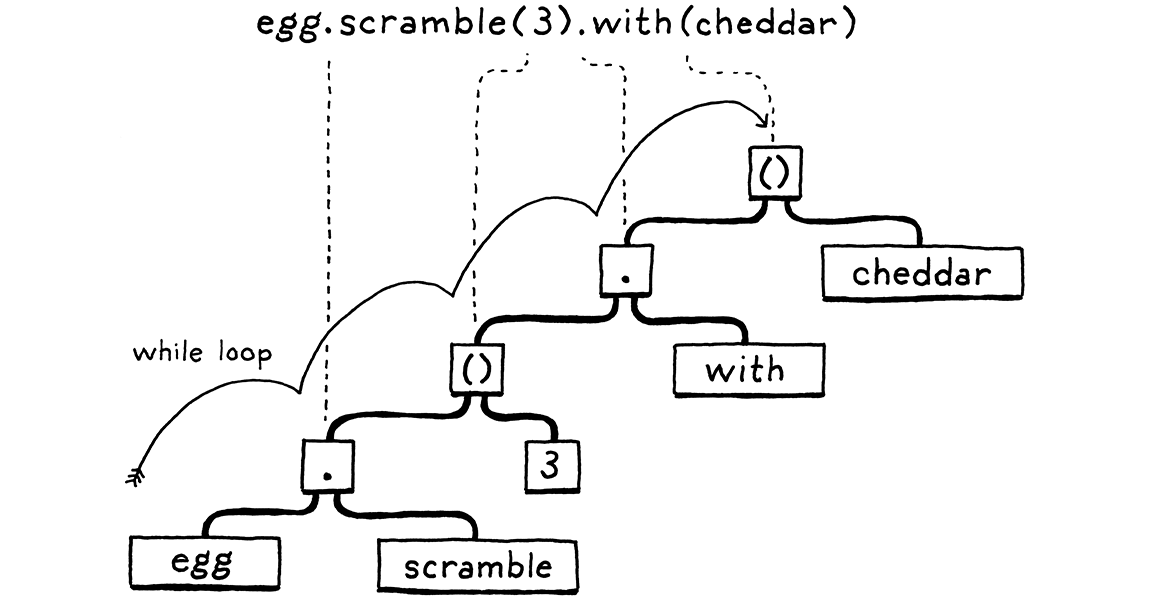 egg.scramble(3).with(cheddar)
()
.
cheddar
while loop
()
with
.
3
egg
scramble